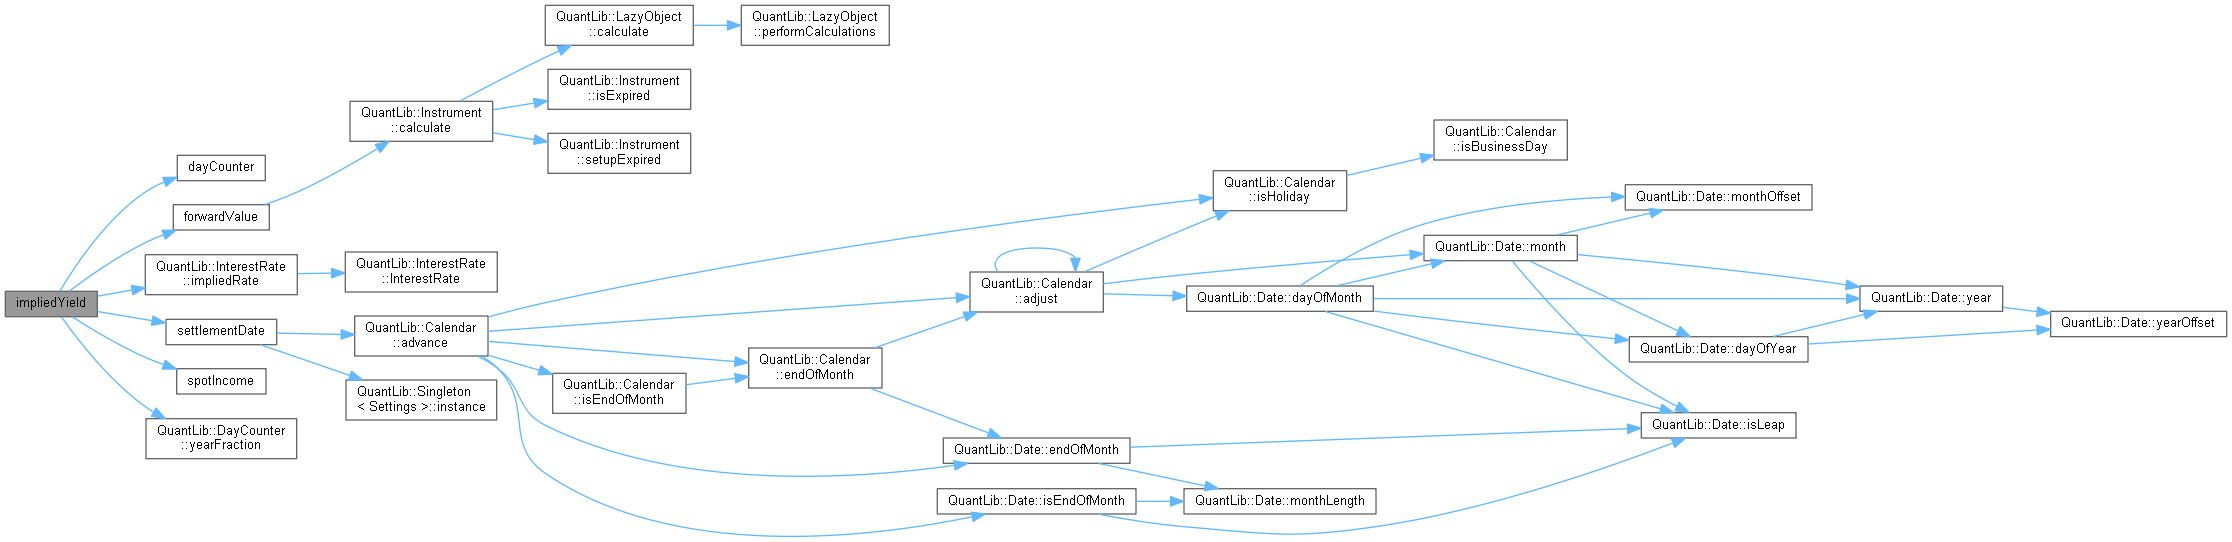 impliedYield
dayCounter
forwardValue
QuantLib::InterestRate
::impliedRate
settlementDate
spotIncome
QuantLib::DayCounter
::yearFraction
QuantLib::Instrument
::calculate
QuantLib::InterestRate
::InterestRate
QuantLib::Calendar
::advance
QuantLib::Singleton
< Settings >::instance
QuantLib::LazyObject
::calculate
QuantLib::Instrument
::isExpired
QuantLib::Instrument
::setupExpired
QuantLib::Calendar
::isEndOfMonth
QuantLib::LazyObject
::performCalculations
QuantLib::Calendar
::endOfMonth
QuantLib::Calendar
::adjust
QuantLib::Date::endOfMonth
QuantLib::Date::isEndOfMonth
QuantLib::Calendar
::isHoliday
QuantLib::Date::dayOfMonth
QuantLib::Date::monthLength
QuantLib::Calendar
::isBusinessDay
QuantLib::Date::month
QuantLib::Date::monthOffset
QuantLib::Date::dayOfYear
QuantLib::Date::isLeap
QuantLib::Date::year
QuantLib::Date::yearOffset